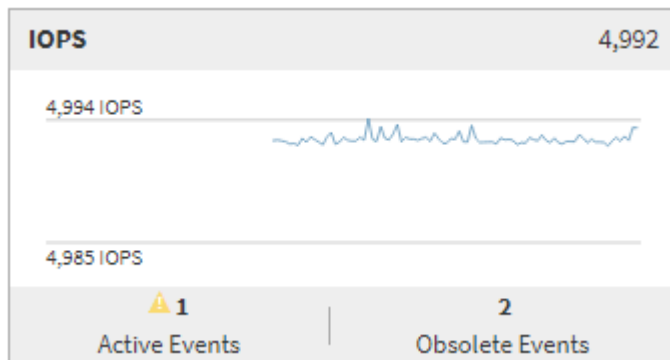 IOPS 4,992
4,994 IOPS
4,985 IOPS
1 2
Active Events Obsolete Events